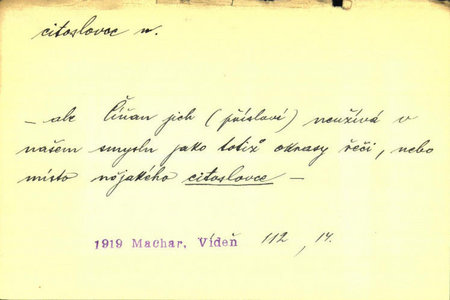 citoslovce n.
— ale Číňan jich (přísloví) neužívá v
našem smyslu jako totiž okrasy řeči, nebo
místo nějakého citoslovce —
1919 Machar, Vídeň 112, 14.